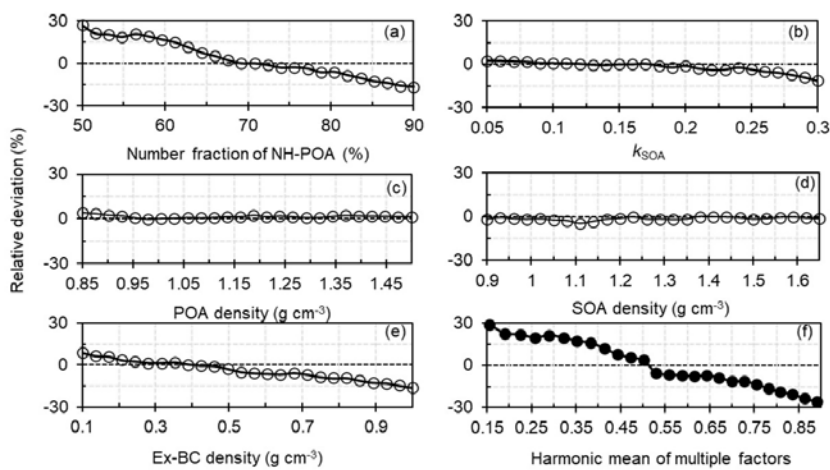 Relative deviation (%)
30
0
-30
(a)
50 60 70 80 90
Number fraction of NH-POA (%)
30
0
-30
(b)
0.05 0.1 0.15 0.2 0.25 0.3
kSOA
30
0
-30
(c)
0.85 0.95 1.05 1.15 1.25 1.35 1.45
POA density (g cm-3)
30
0
-30
(d)
0.9 1 1.1 1.2 1.3 1.4 1.5 1.6
SOA density (g cm-3)
30
0
-30
(e)
0.1 0.3 0.5 0.7 0.9
Ex-BC density (g cm-3)
30
0
-30
(f)
0.15 0.25 0.35 0.45 0.55 0.65 0.75 0.85
Harmonic mean of multiple factors